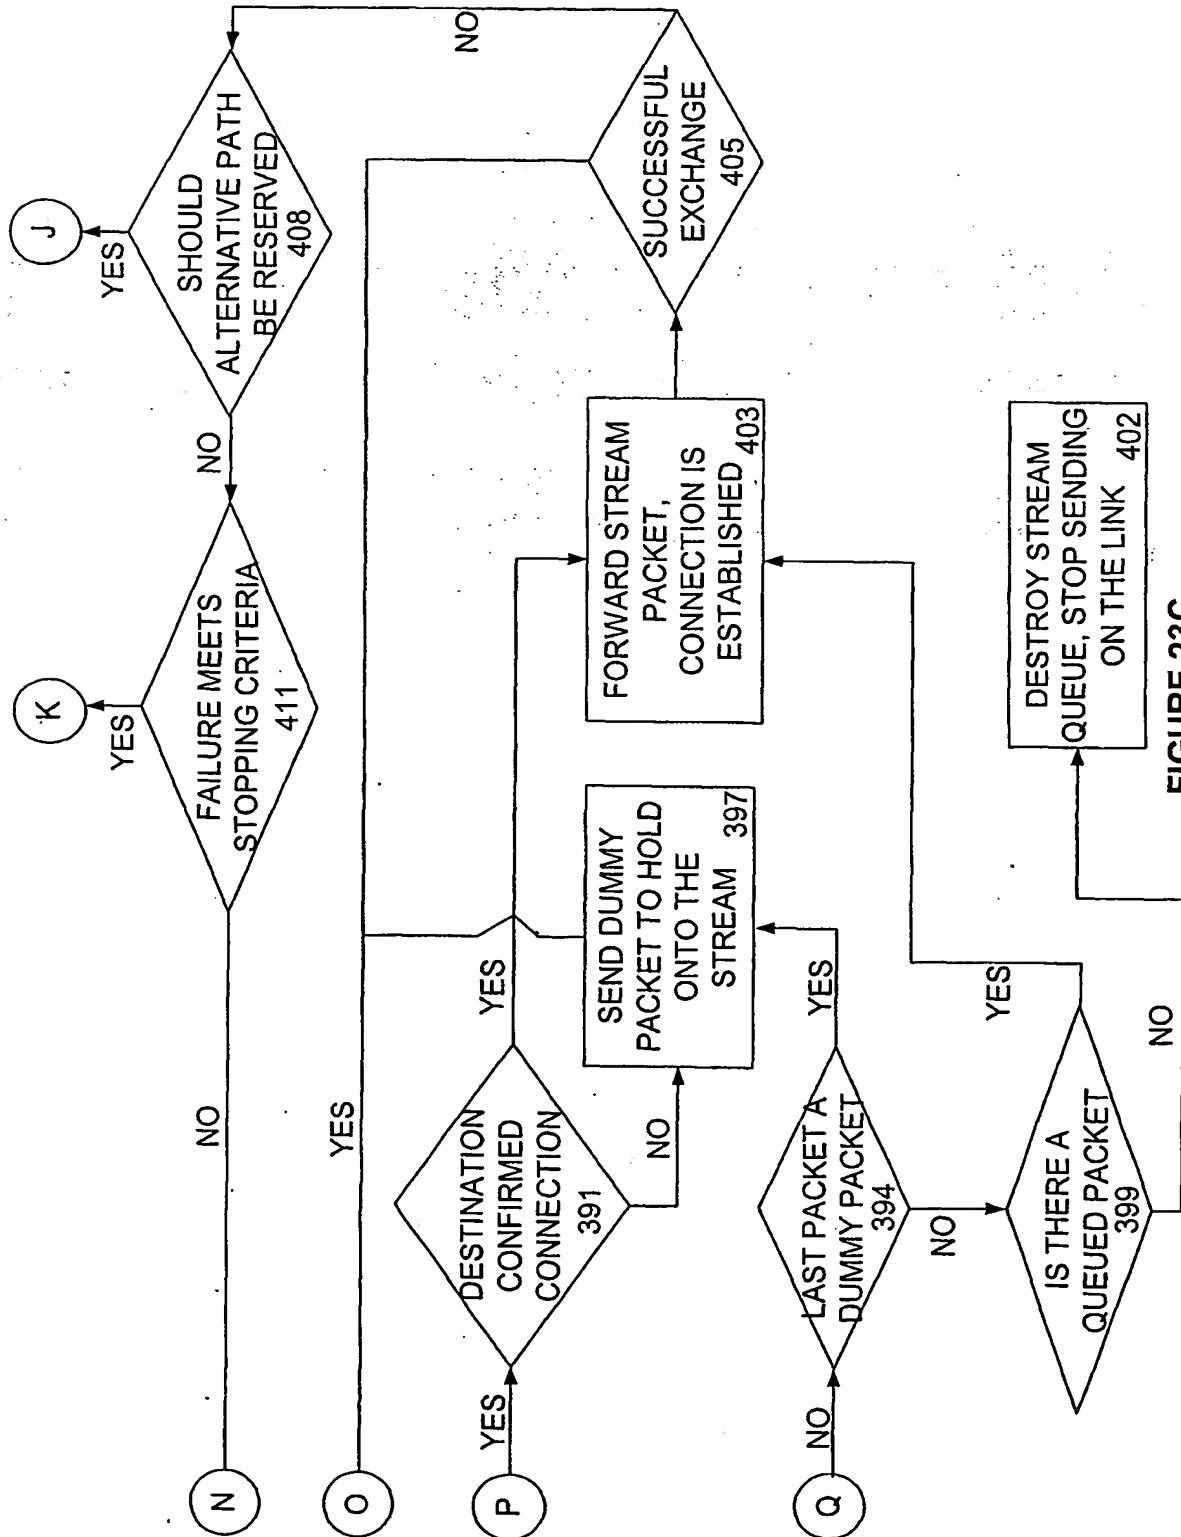 K
J
YES
YES
FAILURE MEETS
STOPPING CRITERIA
411
SHOULD
ALTERNATIVE PATH
BE RESERVED
408
N
NO
NO
NO
O
YES
P
YES
DESTINATION
CONFIRMED
CONNECTION
391
YES
NO
SEND DUMMY
PACKET TO HOLD
ONTO THE
STREAM
397
FORWARD STREAM
PACKET,
CONNECTION IS
ESTABLISHED
403
SUCCESSFUL
EXCHANGE
405
Q
NO
LAST PACKET A
DUMMY PACKET
394
YES
NO
IS THERE A
QUEUED PACKET
399
YES
NO
DESTROY STREAM
QUEUE, STOP SENDING
ON THE LINK
402
FIGURE 23C